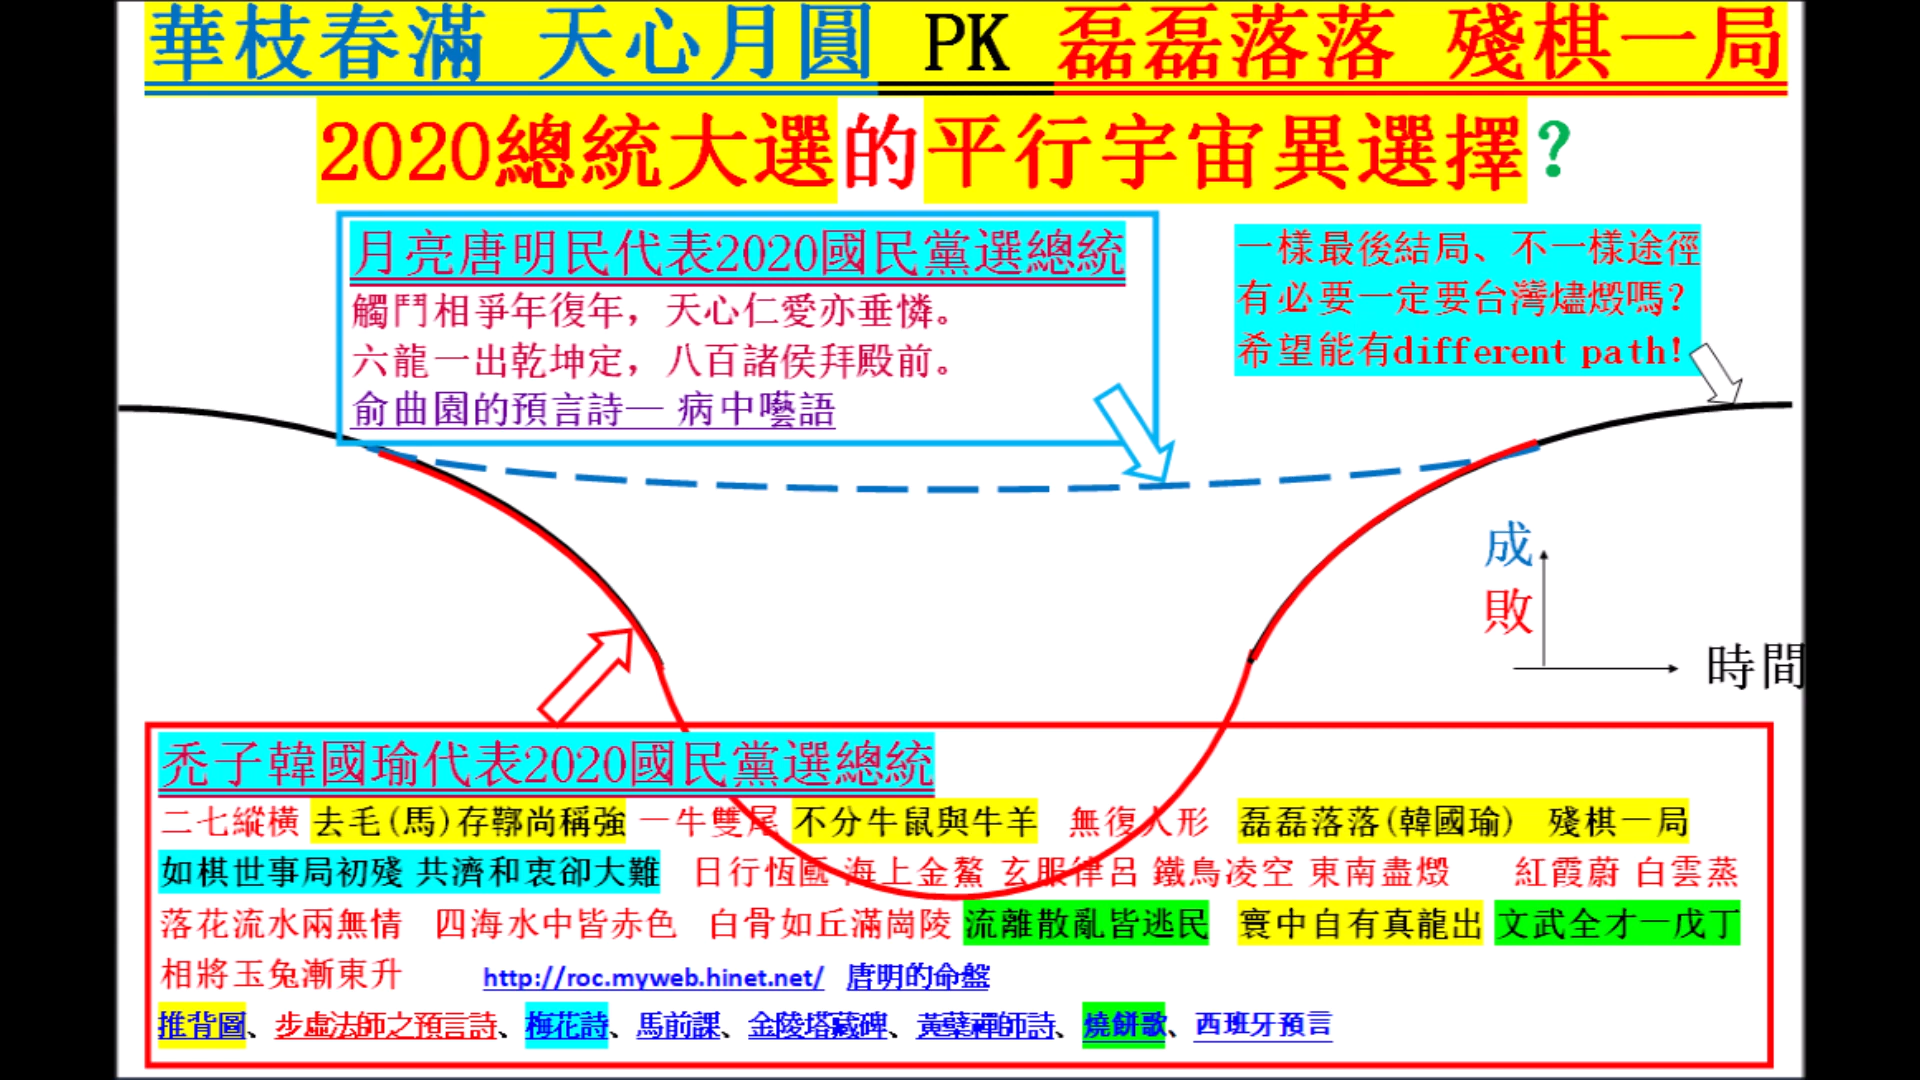 華枝春滿 天心月圓 PK 磊磊落落 殘棋一局
2020總統大選的平行宇宙異選擇?
月亮唐明民代表2020國民黨選總統
觸鬥相爭年復年，天心仁愛亦垂憐。
六龍一出乾坤定，八百諸侯拜殿前。
俞曲園的預言詩— 病中囈語
一樣最後結局、不一樣途徑
有必要一定要台灣燼燬嗎?
希望能有different path!
成
敗
時間
禿子韓國瑜代表2020國民黨選總統
二七縱橫 去毛(馬)存鞟尚稱強 一牛雙尾 不分牛鼠與牛羊 無復人形 磊磊落落(韓國瑜) 殘棋一局
如棋世事局初殘 共濟和衷卻大難 日行恆匭 海上金鰲 玄服律呂 鐵鳥凌空 東南盡燬 紅霞蔚 白雲蒸
落花流水兩無情 四海水中皆赤色 白骨如丘滿崗陵 流離散亂皆逃民 寰中自有真龍出 文武全才一戊丁
相將玉兔漸東升 http://roc.myweb.hinet.net/ 唐明的命盤
推背圖、步虛法師之預言詩、梅花詩、馬前課、金陵塔藏碑、黃蘗禪師詩、燒餅歌、西班牙預言